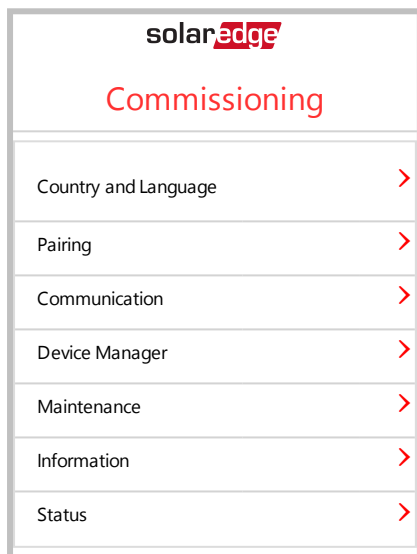 solaredge
Commissioning
Country and Language
Pairing
Communication
Device Manager
Maintenance
Information
Status